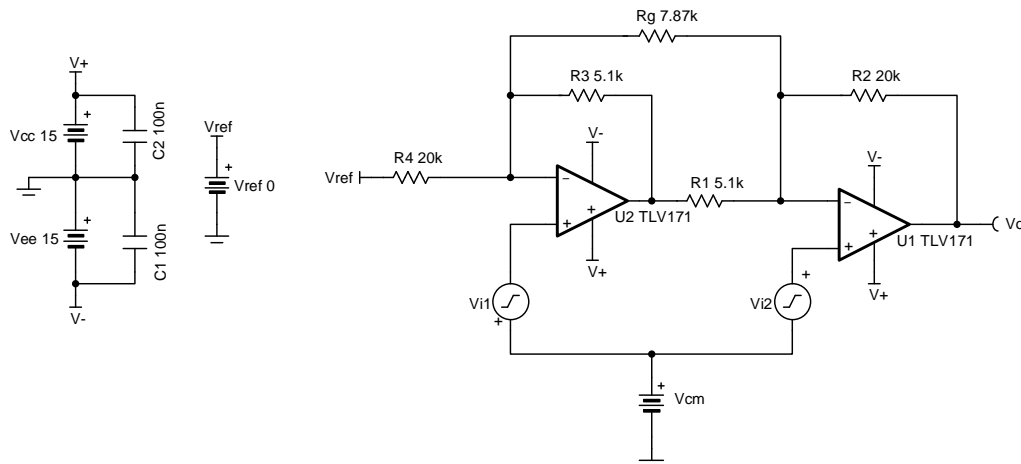 Rg 7.87k
V+
R3 5.1k
R2 20k
Vcc 15
+
C2 100n
Vref
+
Vref 0
V-
V-
Vref
R4 20k
−
+
+
U2 TLV171
R1 5.1k
−
+
+
U1 TLV171
Vee 15
+
C1 100n
V+
V+
V-
Vi1
+
Vi2
+
+
Vcm